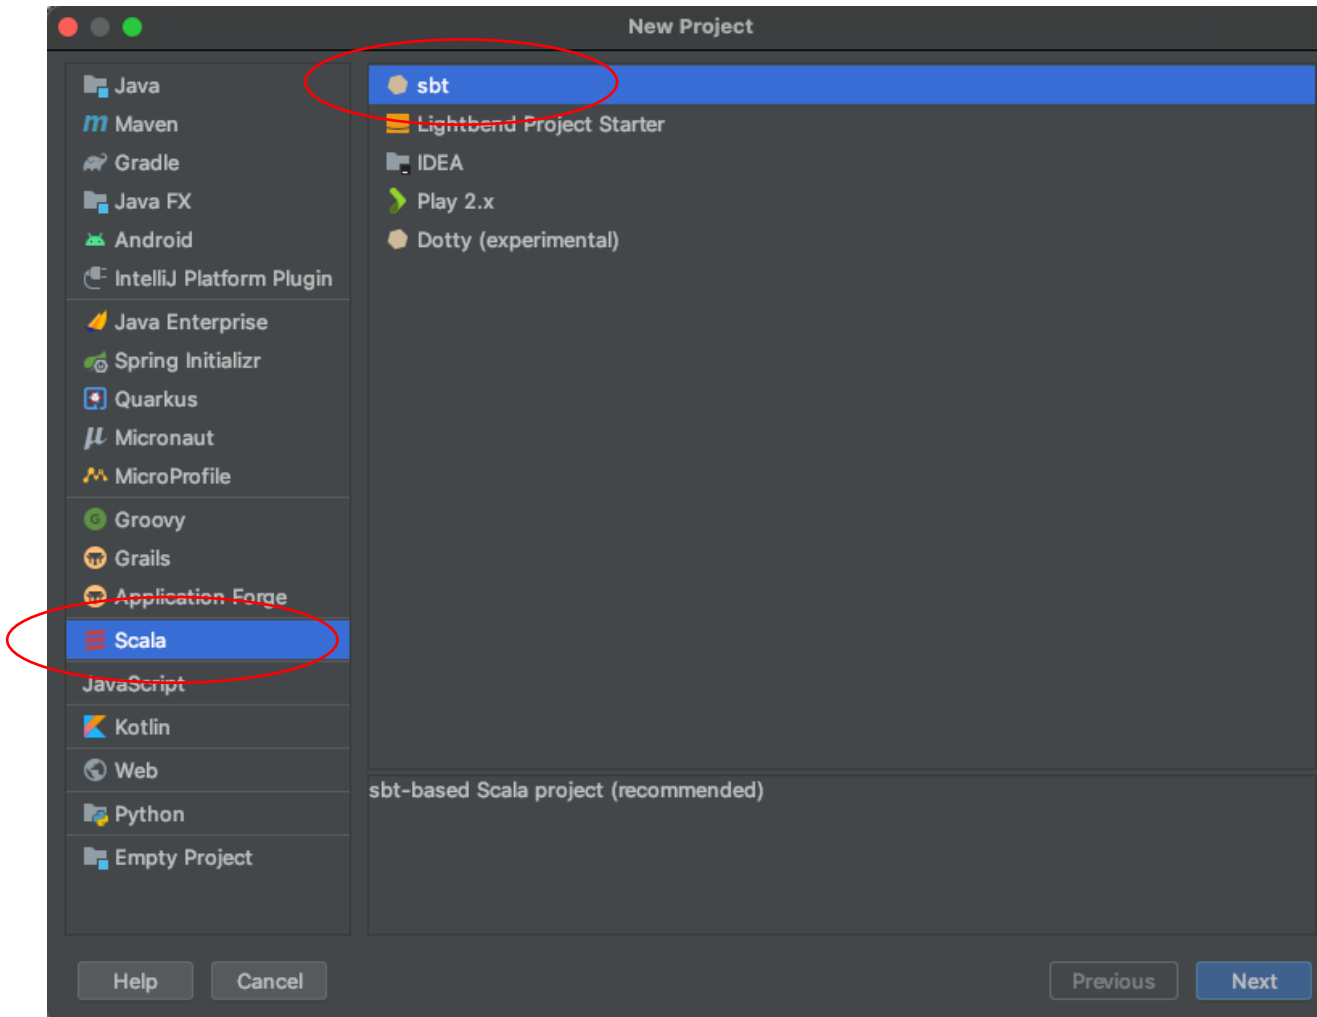 New Project
Java
Maven
Gradle
Java FX
Android
IntelliJ Platform Plugin
Java Enterprise
Spring Initializr
Quarkus
Micronaut
MicroProfile
Groovy
Grails
Application Forge
Scala
JavaScript
Kotlin
Web
Python
Empty Project
sbt
Lightbend Project Starter
IDEA
Play 2.x
Dotty (experimental)
sbt-based Scala project (recommended)
Help
Cancel
Previous
Next